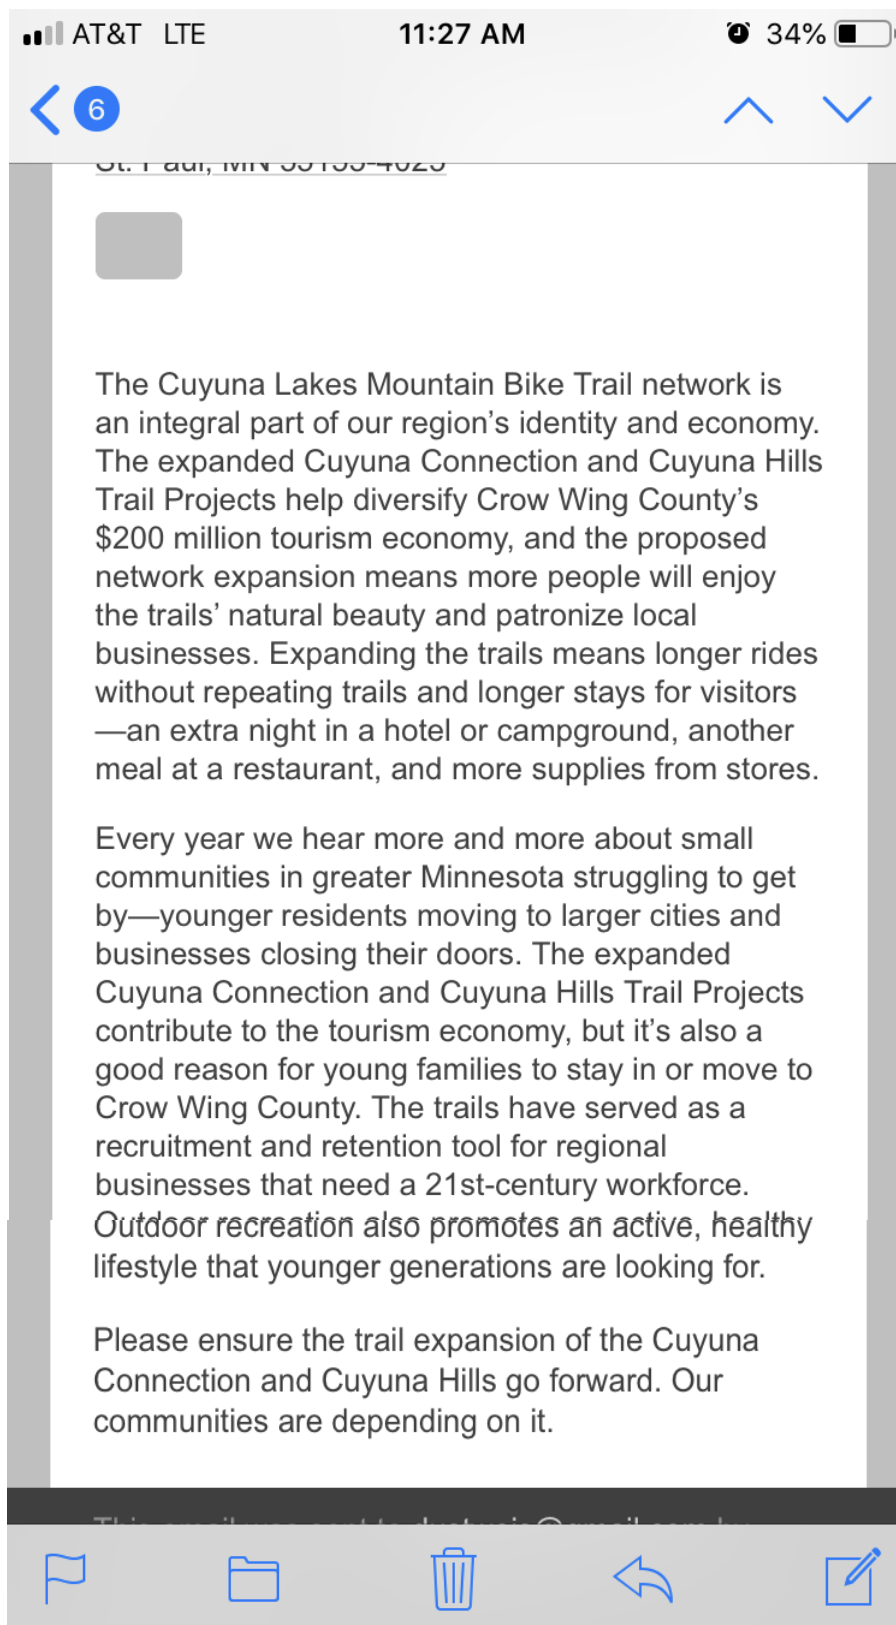 AT&T LTE 11:27 AM 34%
6
St. Paul, MN
The Cuyuna Lakes Mountain Bike Trail network is
an integral part of our region’s identity and economy.
The expanded Cuyuna Connection and Cuyuna Hills
Trail Projects help diversify Crow Wing County’s
$200 million tourism economy, and the proposed
network expansion means more people will enjoy
the trails’ natural beauty and patronize local
businesses. Expanding the trails means longer rides
without repeating trails and longer stays for visitors
—an extra night in a hotel or campground, another
meal at a restaurant, and more supplies from stores.
Every year we hear more and more about small
communities in greater Minnesota struggling to get
by—younger residents moving to larger cities and
businesses closing their doors. The expanded
Cuyuna Connection and Cuyuna Hills Trail Projects
contribute to the tourism economy, but it’s also a
good reason for young families to stay in or move to
Crow Wing County. The trails have served as a
recruitment and retention tool for regional
businesses that need a 21st-century workforce.
Outdoor recreation also promotes an active, healthy
lifestyle that younger generations are looking for.
Please ensure the trail expansion of the Cuyuna
Connection and Cuyuna Hills go forward. Our
communities are depending on it.
This email was sent to